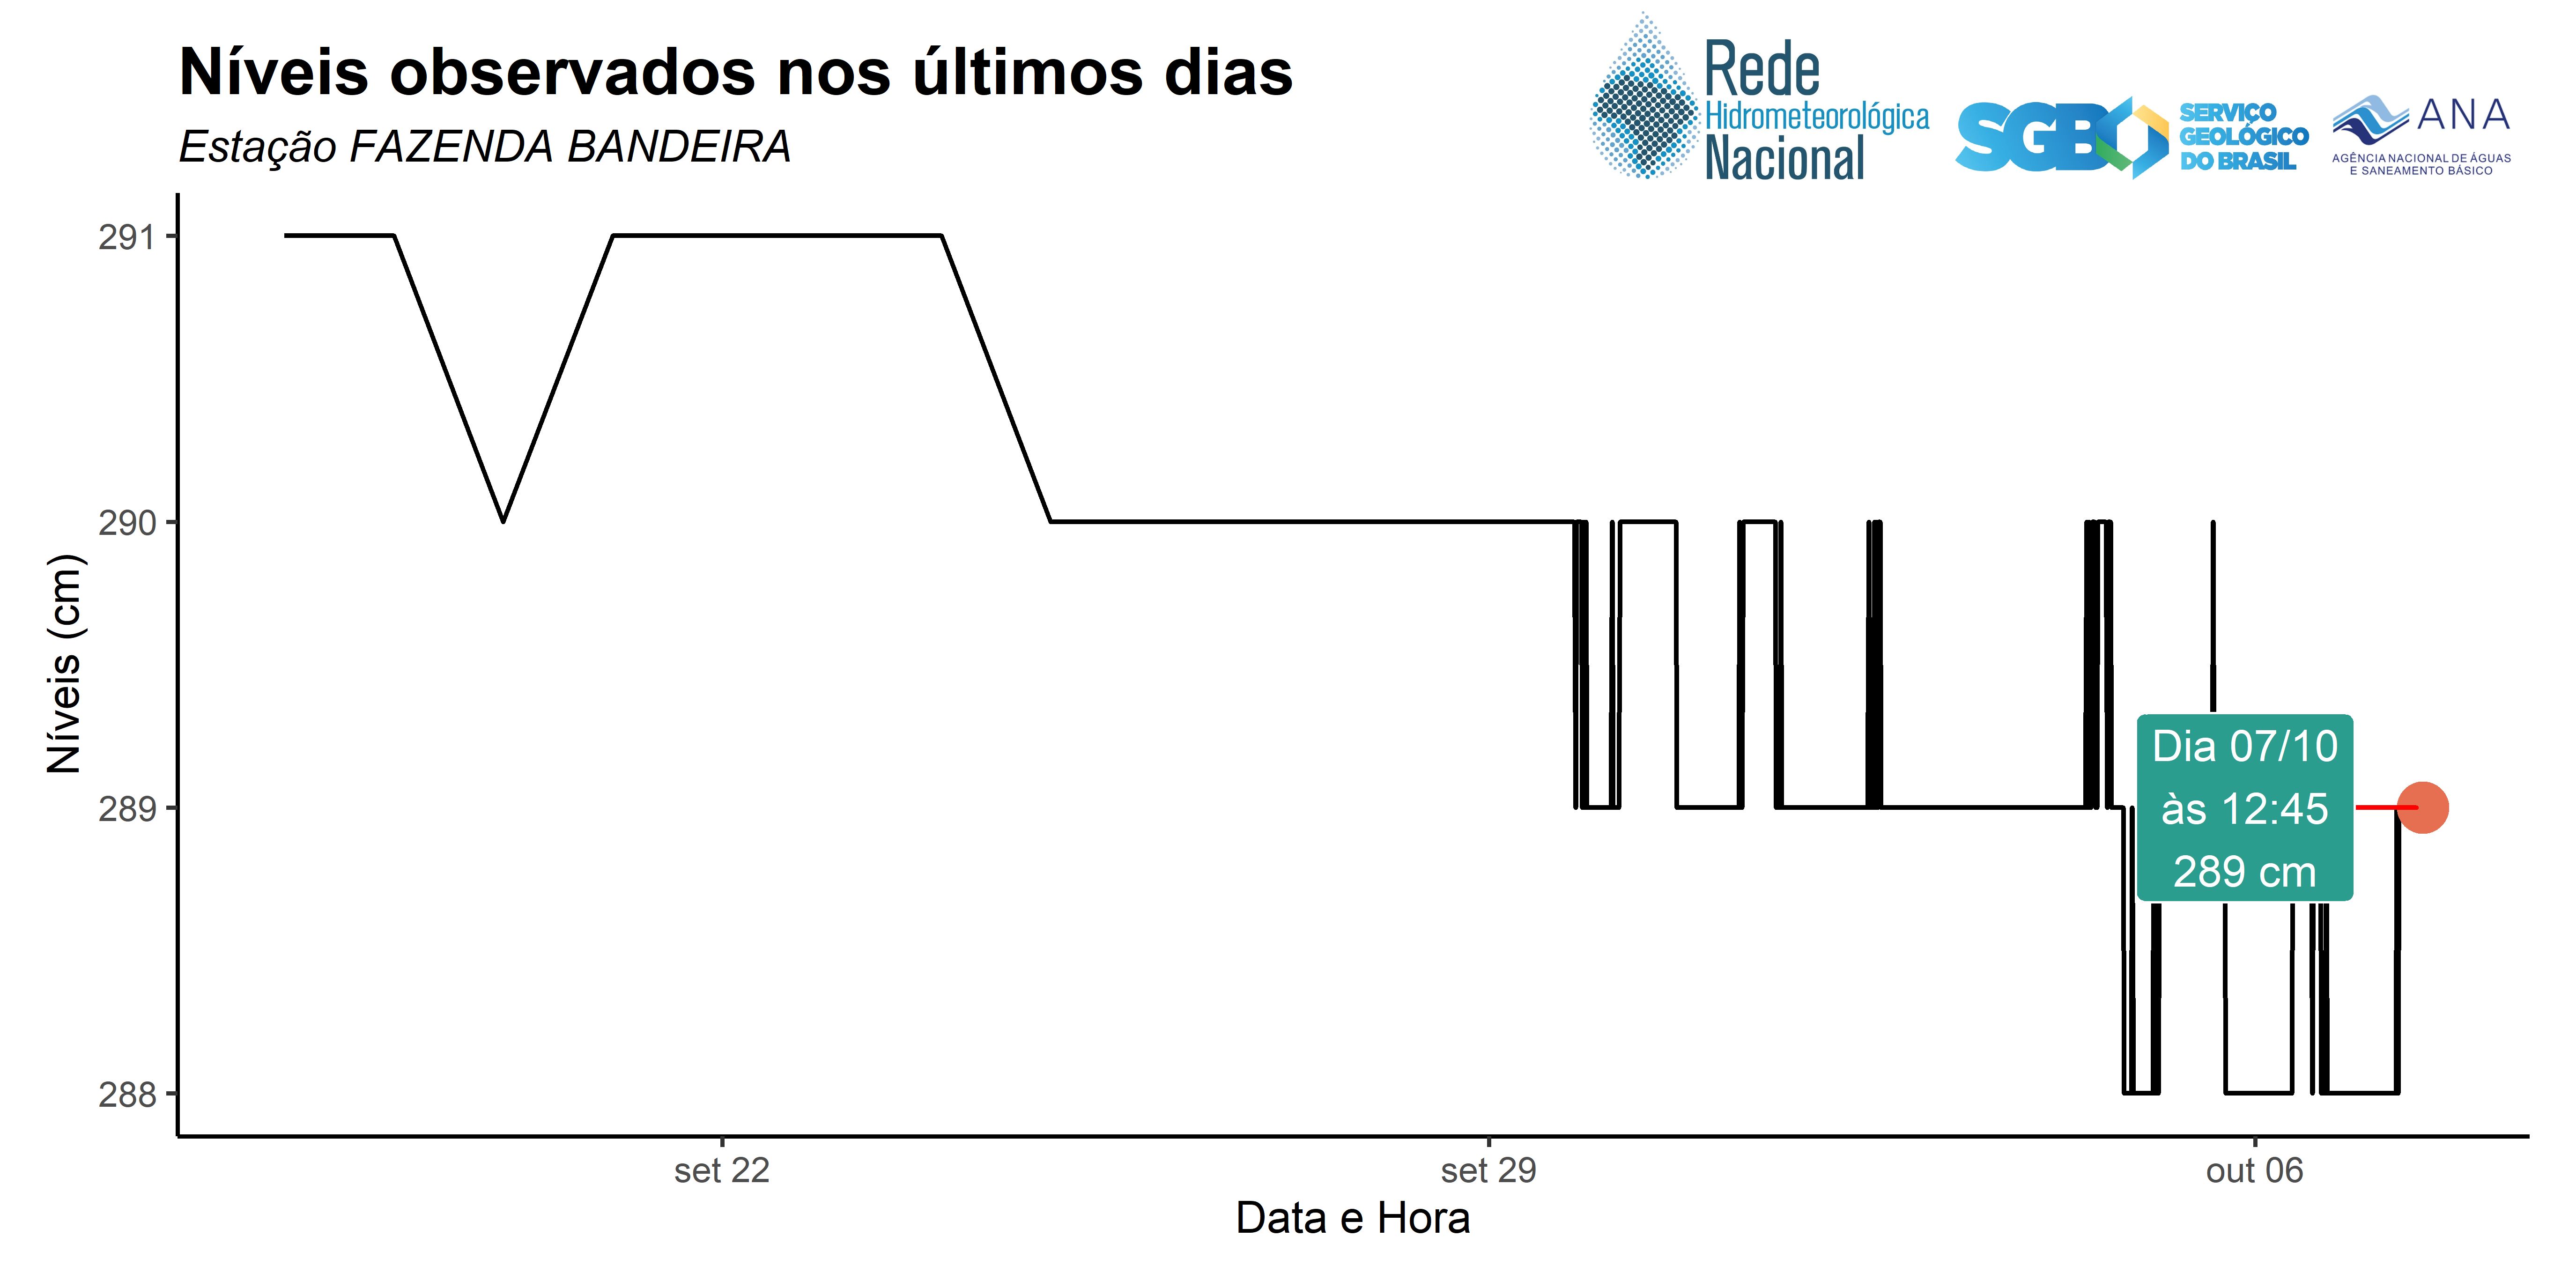 Níveis observados nos últimos dias
Estação FAZENDA BANDEIRA
Rede
Hidrometeorológica
Nacional
SGB
SERVIÇO
GEOLÓGICO
DO BRASIL
ANA
AGÊNCIA NACIONAL DE ÁGUAS
E SANEAMENTO BÁSICO
291
290
289
288
Níveis (cm)
Dia 07/10
às 12:45
289 cm
set 22
set 29
out 06
Data e Hora